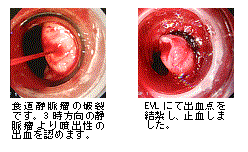 食道静脈瘤の破裂
です。3時方向の静
脈瘤より噴出性の
出血を認めます。
EVLにて出血点を
結紮し、止血しま
した。